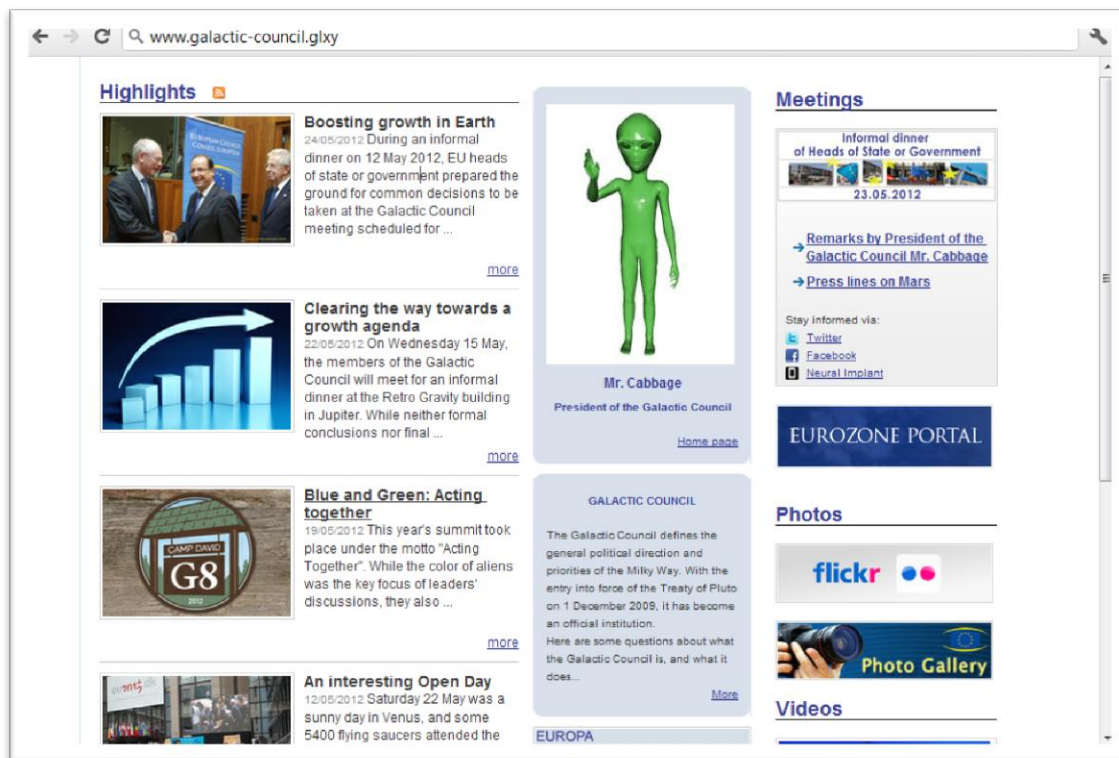 www.galactic-council.glxy
Highlights
EUROPEAN COUNCIL
CONSEIL EUROPÉEN
Boosting growth in Earth
24/05/2012 During an informal
dinner on 12 May 2012, EU heads
of state or government prepared the
ground for common decisions to be
taken at the Galactic Council
meeting scheduled for ...
more
Clearing the way towards a
growth agenda
22/05/2012 On Wednesday 15 May,
the members of the Galactic
Council will meet for an informal
dinner at the Retro Gravity building
in Jupiter. While neither formal
conclusions nor final ...
more
CAMP DAVID
G8
2012
Blue and Green: Acting
together
19/05/2012 This year's summit took
place under the motto "Acting
Together". While the color of aliens
was the key focus of leaders'
discussions, they also ...
more
An interesting Open Day
12/05/2012 Saturday 22 May was a
sunny day in Venus, and some
5400 flying saucers attended the
Mr. Cabbage
President of the Galactic Council
Home page
GALACTIC COUNCIL
The Galactic Council defines the
general political direction and
priorities of the Milky Way. With the
entry into force of the Treaty of Pluto
on 1 December 2009, it has become
an official institution.
Here are some questions about what
the Galactic Council is, and what it
does...
More
EUROPA
Meetings
Informal dinner
of Heads of State or Government
23.05.2012
Remarks by President of the
Galactic Council Mr. Cabbage
Press lines on Mars
Stay informed via:
Twitter
Facebook
Neural Implant
EUROZONE PORTAL
Photos
flickr
Photo Gallery
Videos